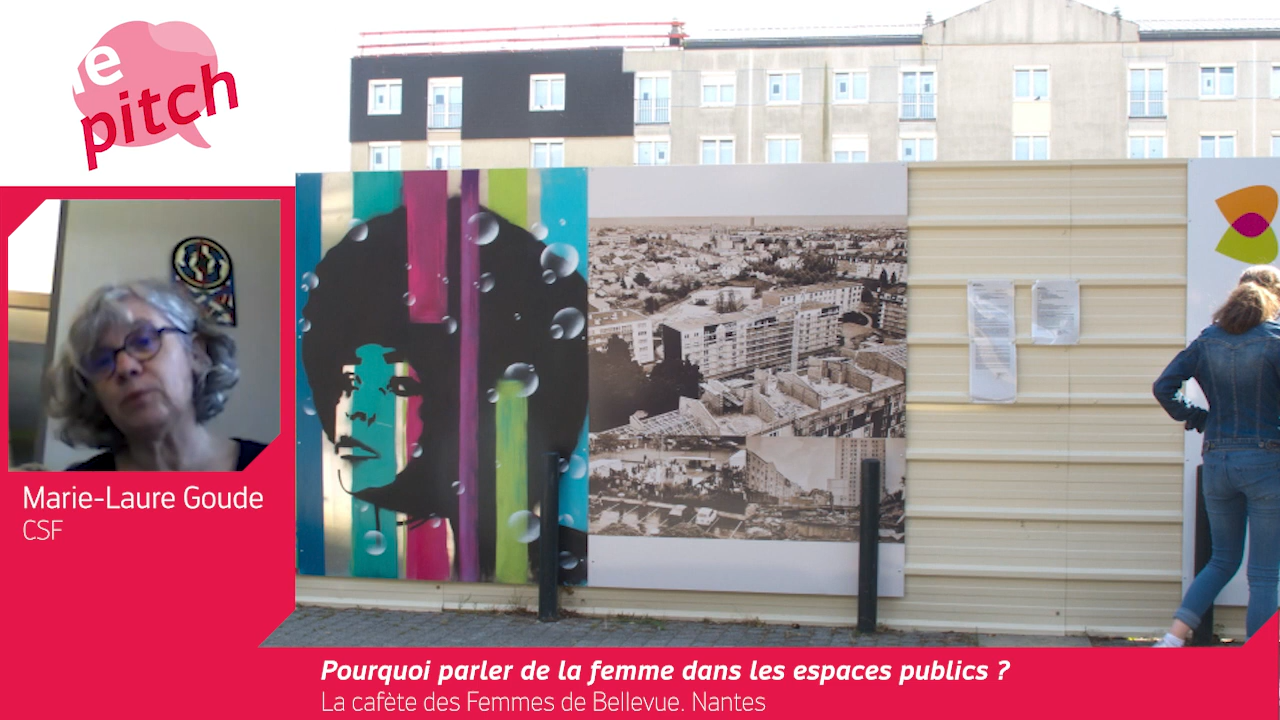 le
pitch
Marie-Laure Goude
CSF
Pourquoi parler de la femme dans les espaces publics ?
La cafète des Femmes de Bellevue. Nantes